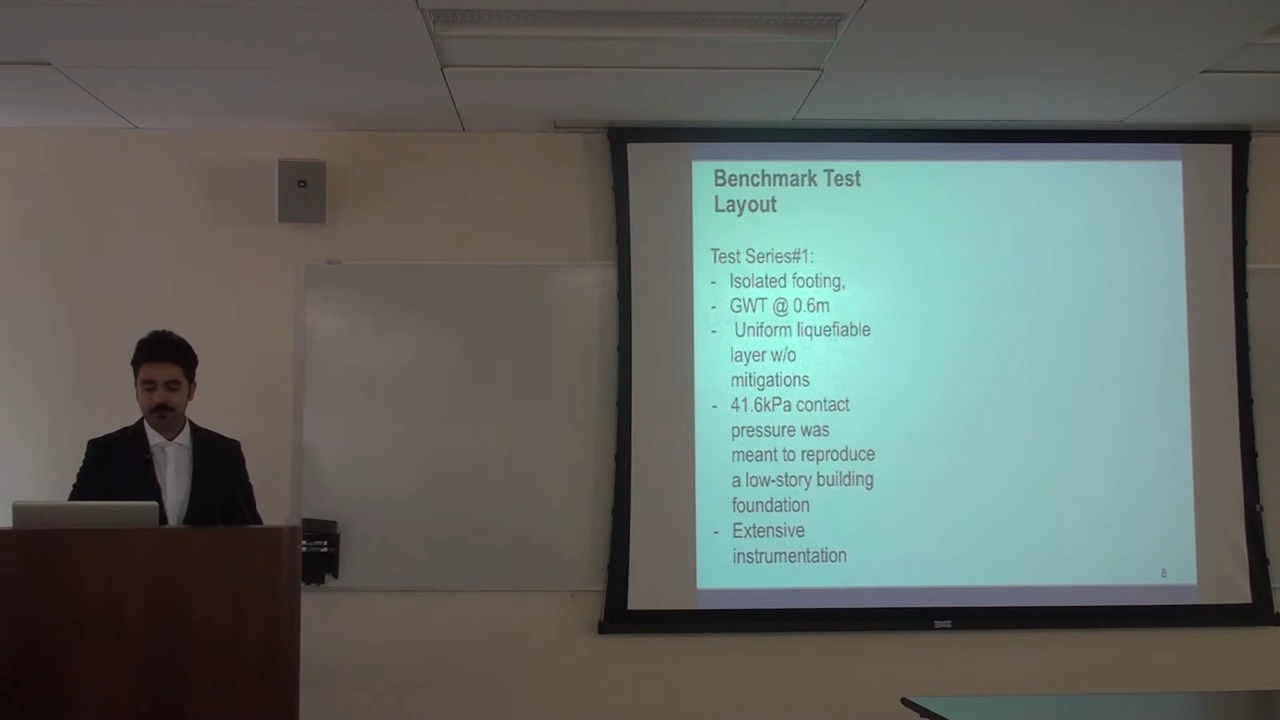 Benchmark Test
Layout
Test Series#1:
- Isolated footing,
- GWT @ 0.6m
- Uniform liquefiable
layer w/o
mitigations
- 41.6kPa contact
pressure was
meant to reproduce
a low-story building
foundation
- Extensive
instrumentation
8